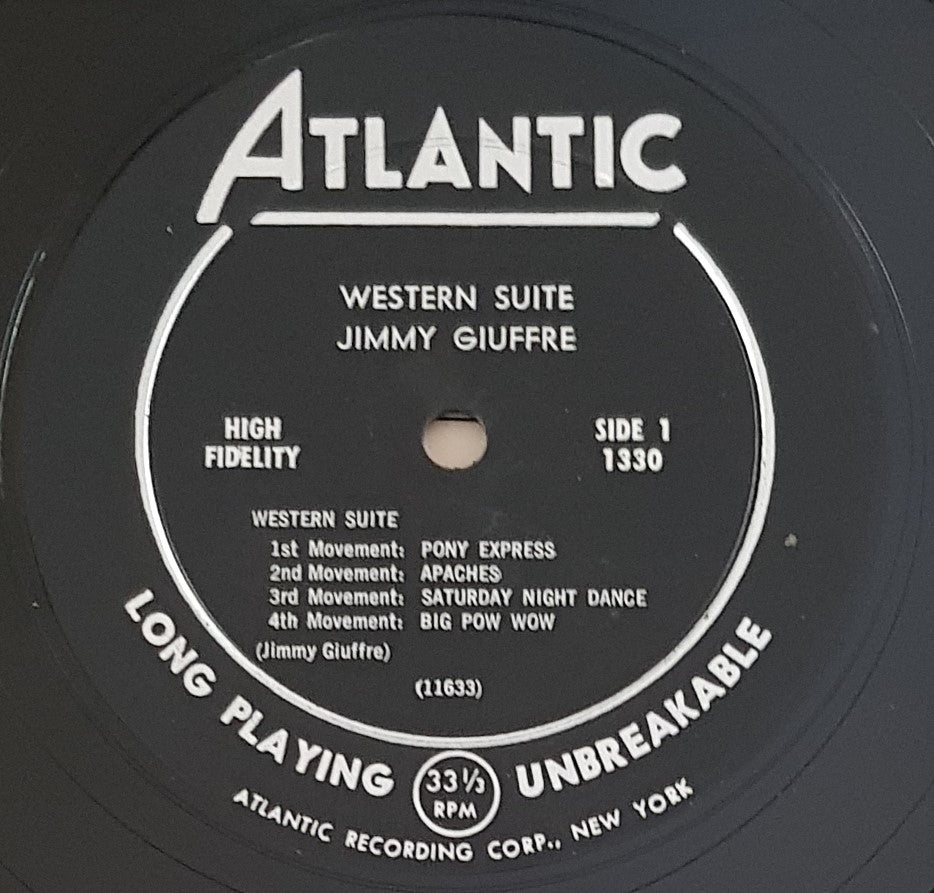 ATLANTIC
WESTERN SUITE
JIMMY GIUFFRE
HIGH
FIDELITY
SIDE 1
1330
WESTERN SUITE
1st Movement: PONY EXPRESS
2nd Movement: APACHES
3rd Movement: SATURDAY NIGHT DANCE
4th Movement: BIG POW WOW
(Jimmy Giuffre)
(11633)
LONG PLAYING 33 1/3 RPM UNBREAKABLE
ATLANTIC RECORDING CORP., NEW YORK